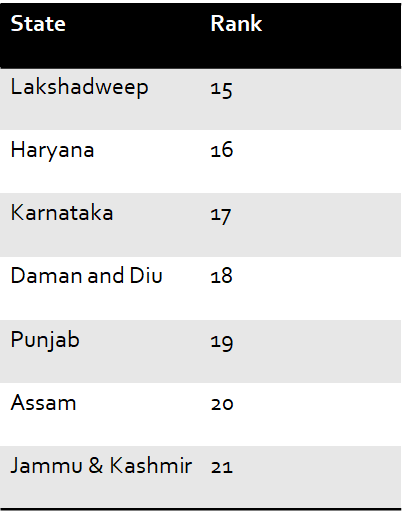 State Rank
Lakshadweep 15
Haryana 16
Karnataka 17
Daman and Diu 18
Punjab 19
Assam 20
Jammu & Kashmir 21